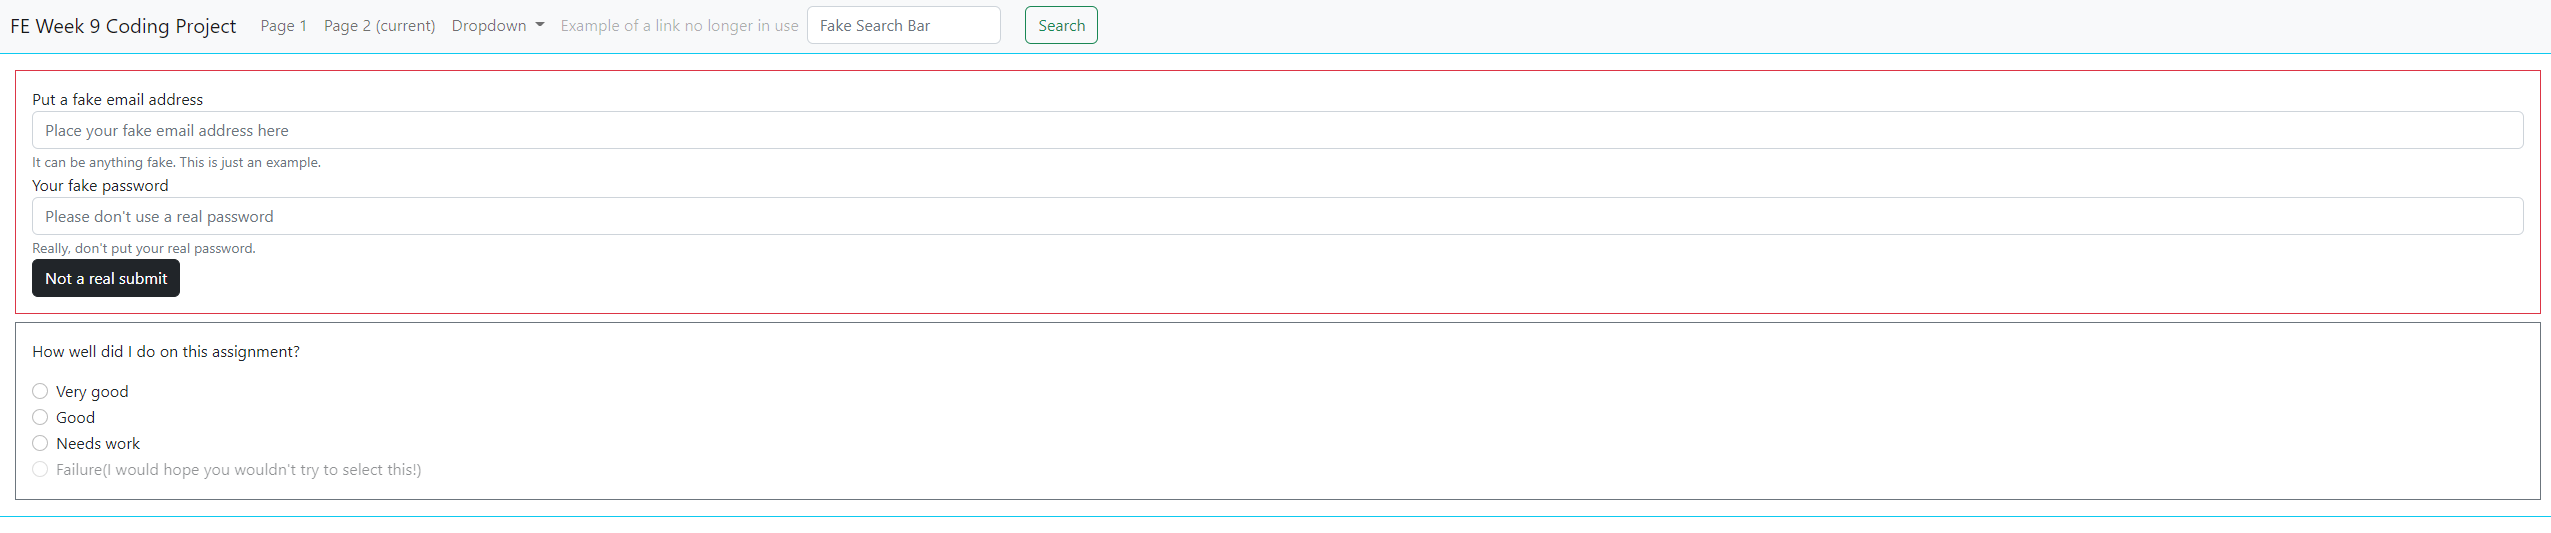 FE Week 9 Coding Project Page 1 Page 2 (current) Dropdown Example of a link no longer in use Fake Search Bar Search
Put a fake email address
Place your fake email address here
It can be anything fake. This is just an example.
Your fake password
Please don't use a real password
Really, don't put your real password.
Not a real submit
How well did I do on this assignment?
Very good
Good
Needs work
Failure(I would hope you wouldn't try to select this!)